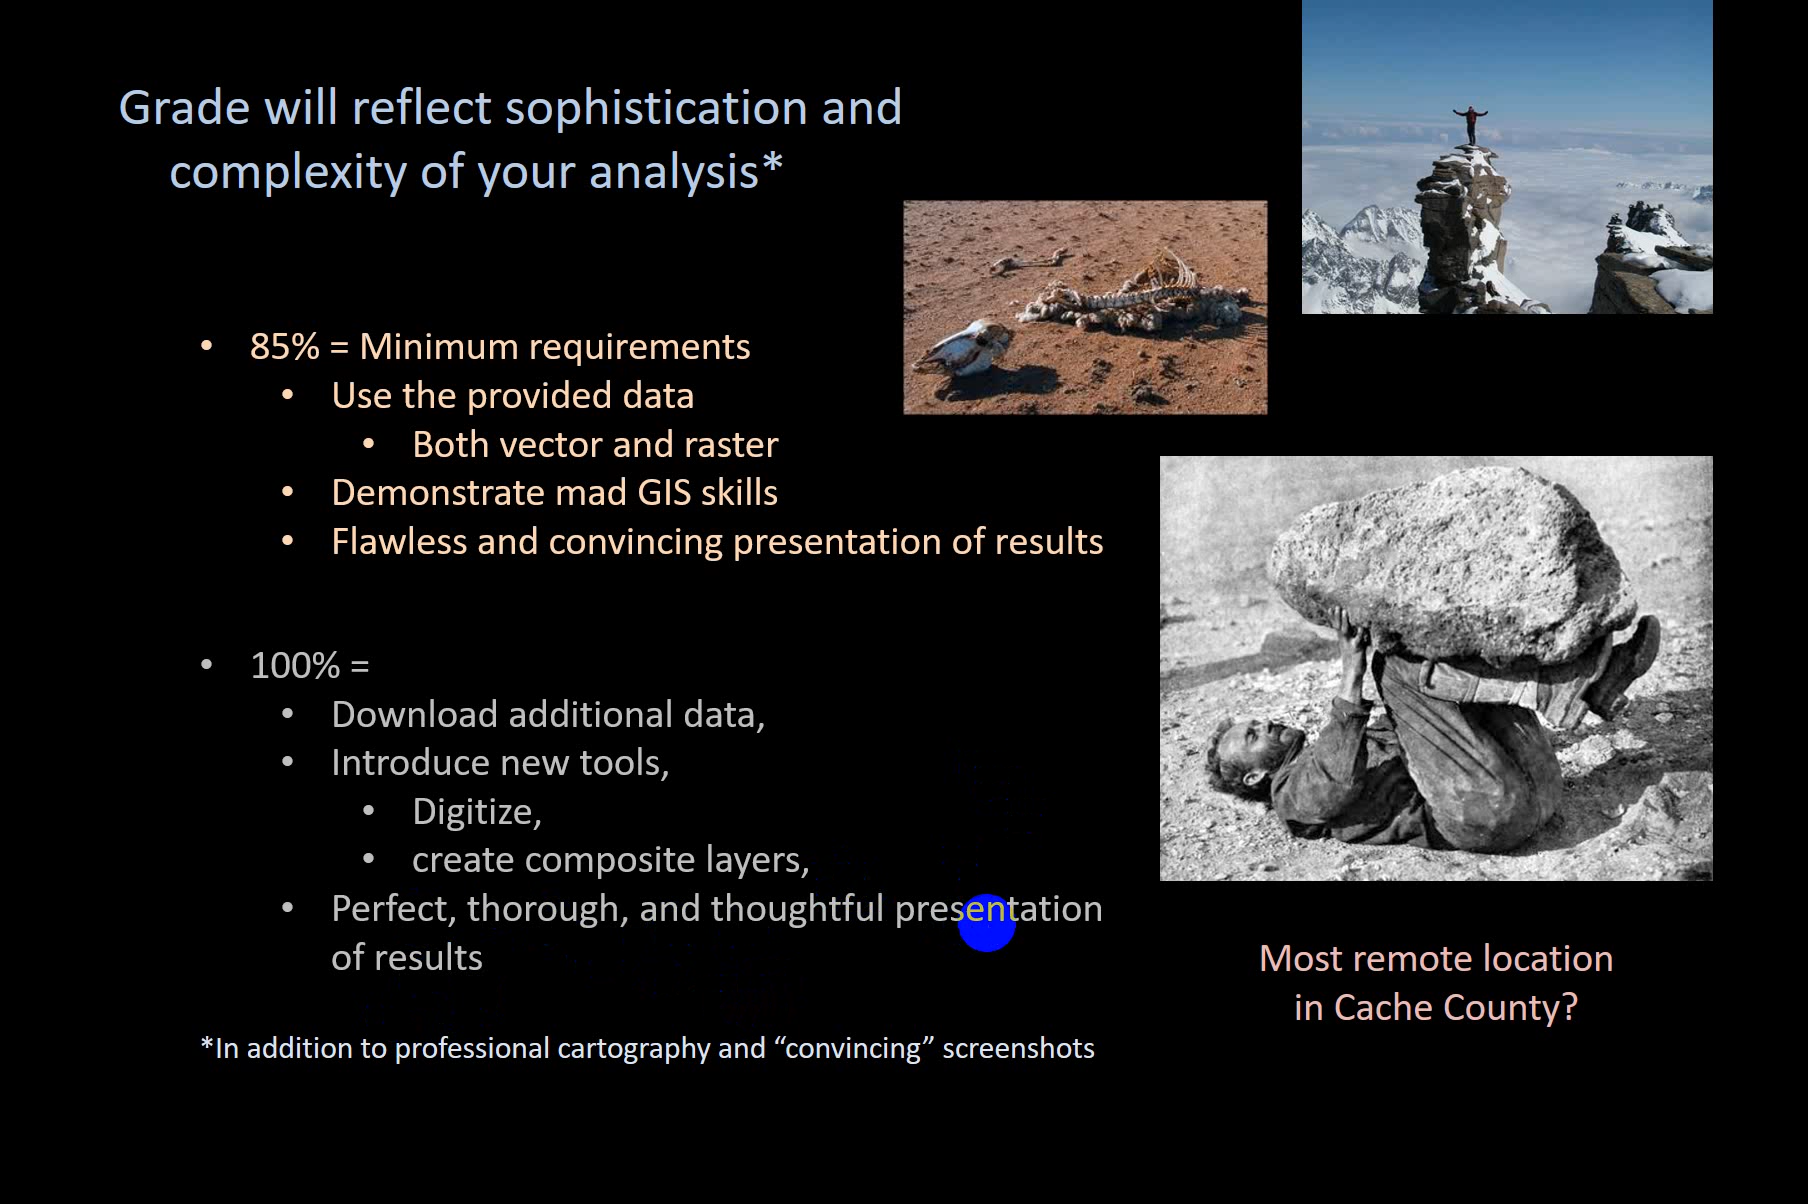 Grade will reflect sophistication and
complexity of your analysis*
• 85% = Minimum requirements
• Use the provided data
• Both vector and raster
• Demonstrate mad GIS skills
• Flawless and convincing presentation of results
• 100% =
• Download additional data,
• Introduce new tools,
• Digitize,
• create composite layers,
• Perfect, thorough, and thoughtful presentation
of results
*In addition to professional cartography and “convincing” screenshots
Most remote location
in Cache County?